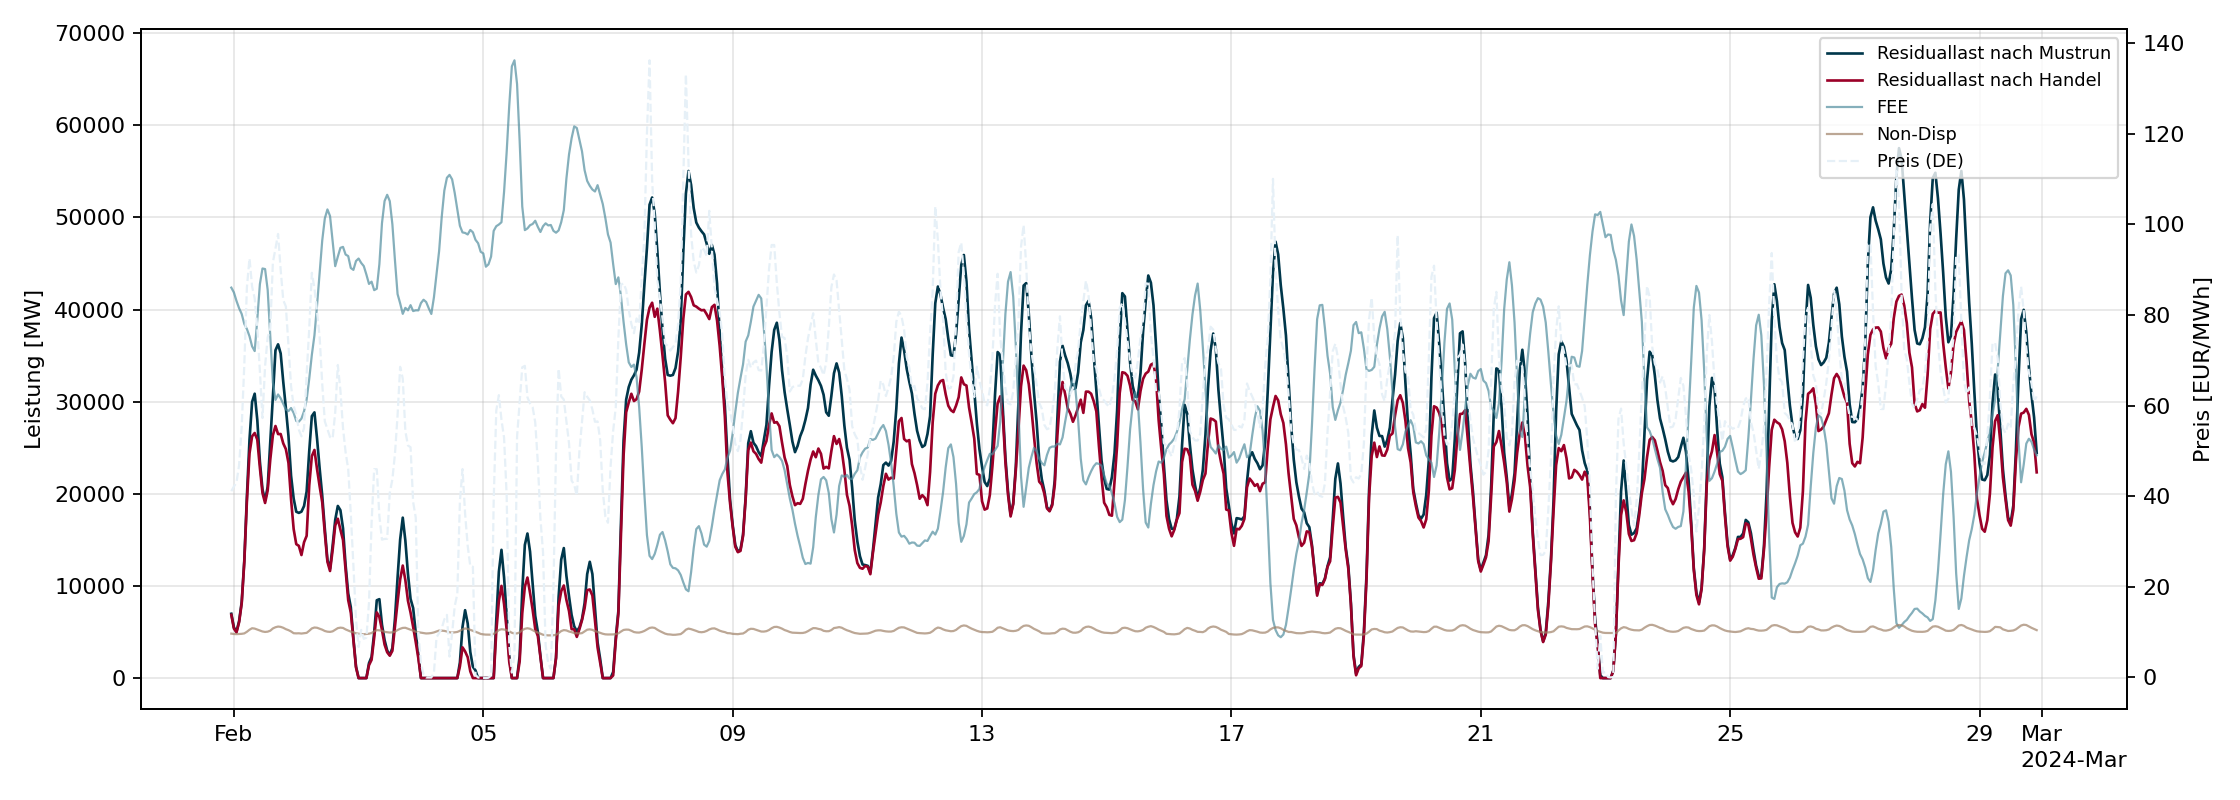 70000
60000
50000
40000
30000
20000
10000
0
Leistung [MW]
140
120
100
80
60
40
20
0
Preis [EUR/MWh]
Residuallast nach Mustrun
Residuallast nach Handel
FEE
Non-Disp
Preis (DE)
Feb
05
09
13
17
21
25
29
Mar
2024-Mar